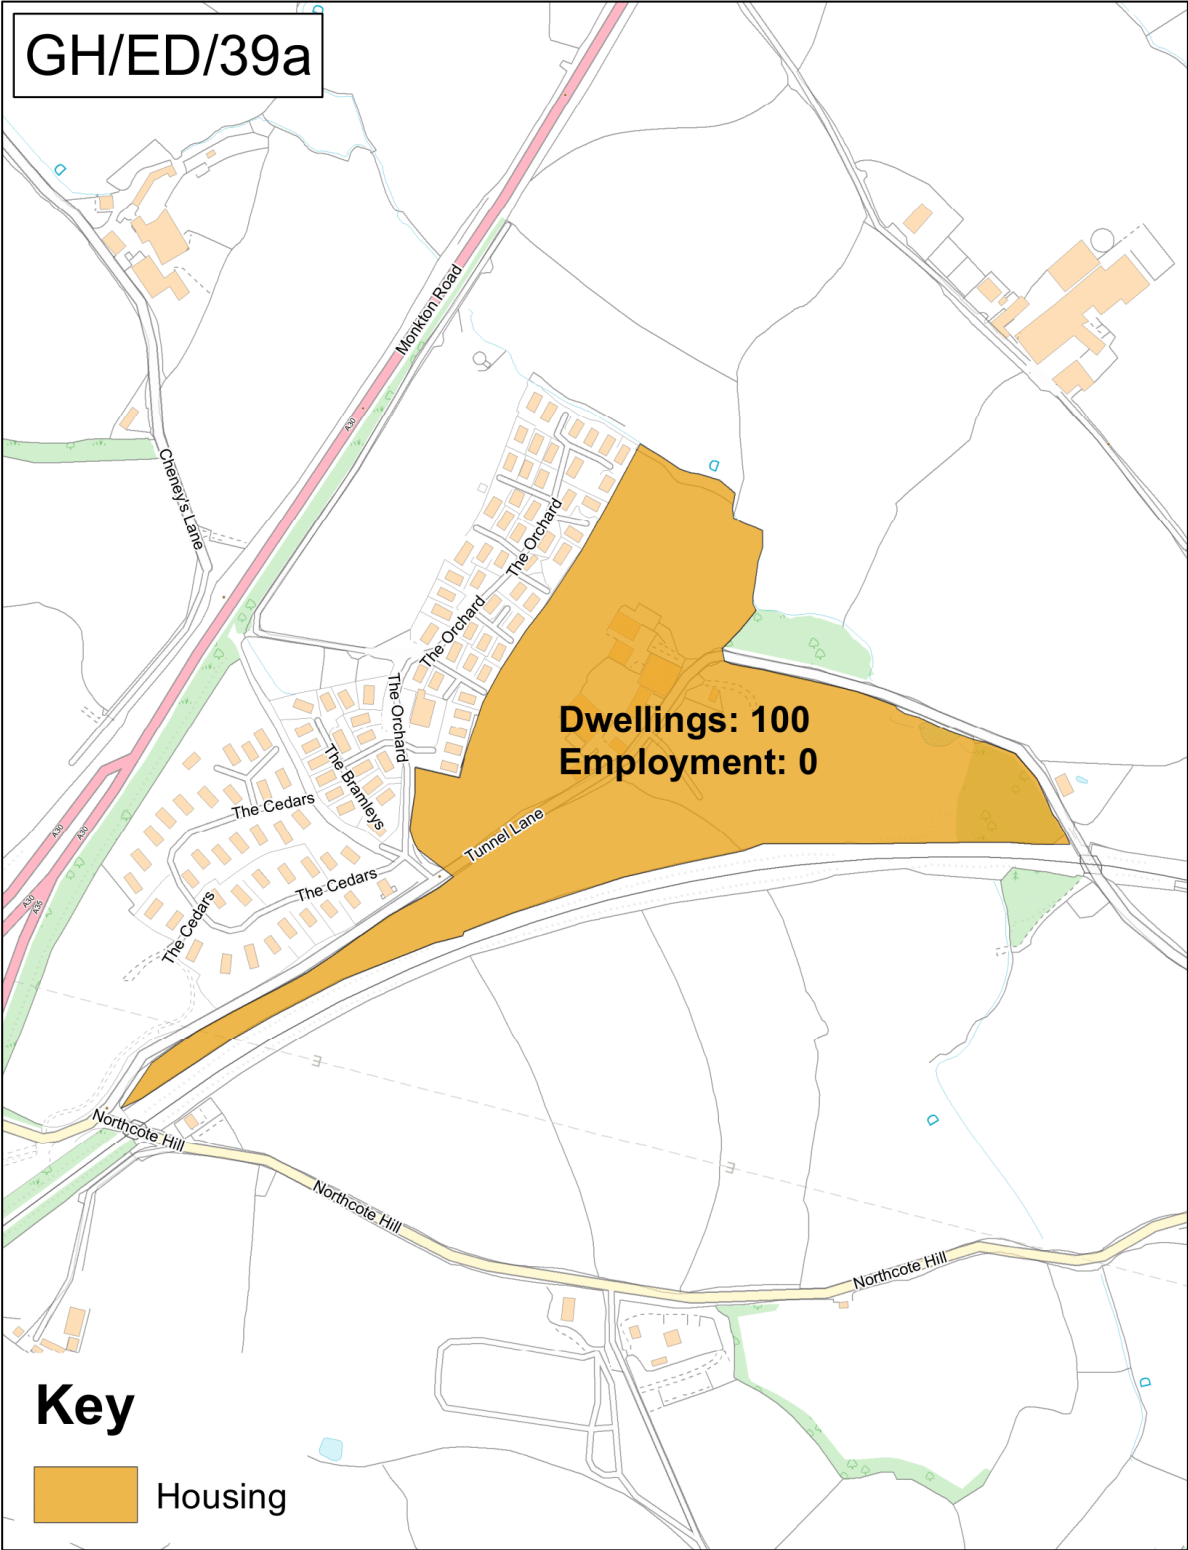 GH/ED/39a
Monkton Road
A30
Cheney's Lane
The Orchard
The Orchard
The Orchard
The Bramleys
The Cedars
The Cedars
The Cedars
A30
A30
A30
A35
Dwellings: 100
Employment: 0
Tunnel Lane
Northcote Hill
Northcote Hill
Northcote Hill
Key
Housing